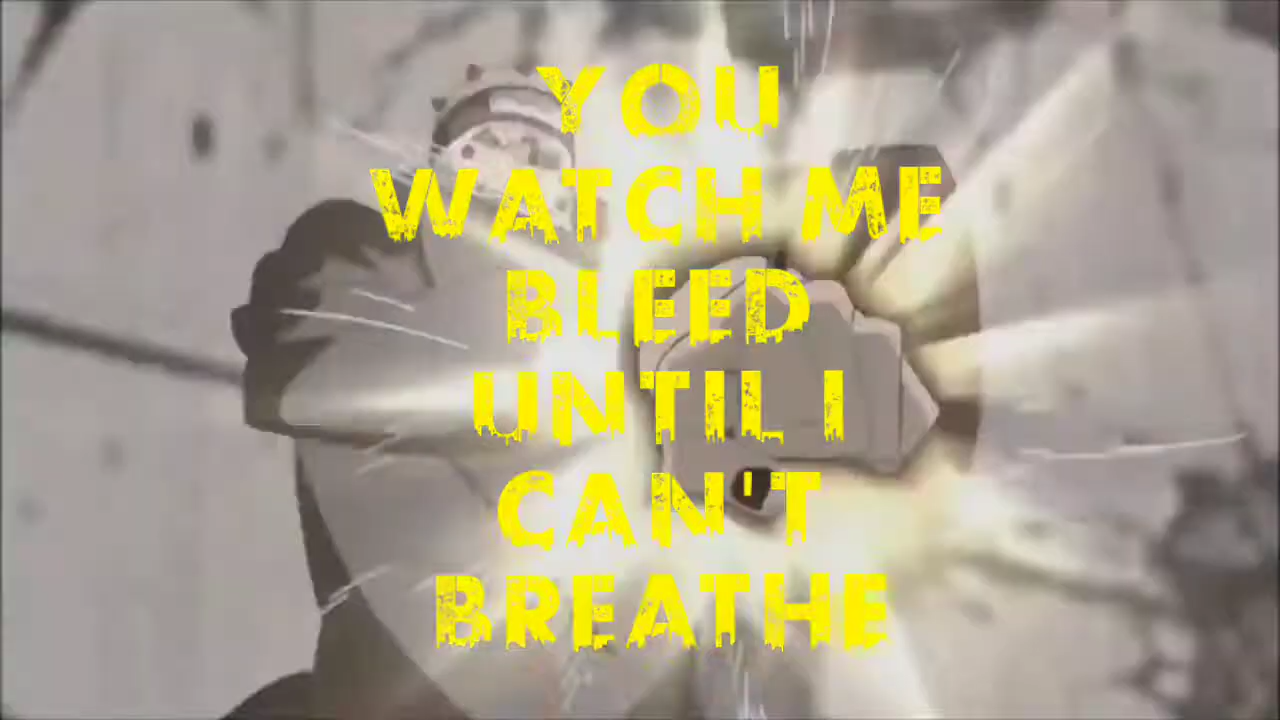 YOU
WATCH ME
BLEED
UNTIL I
CAN'T
BREATHE